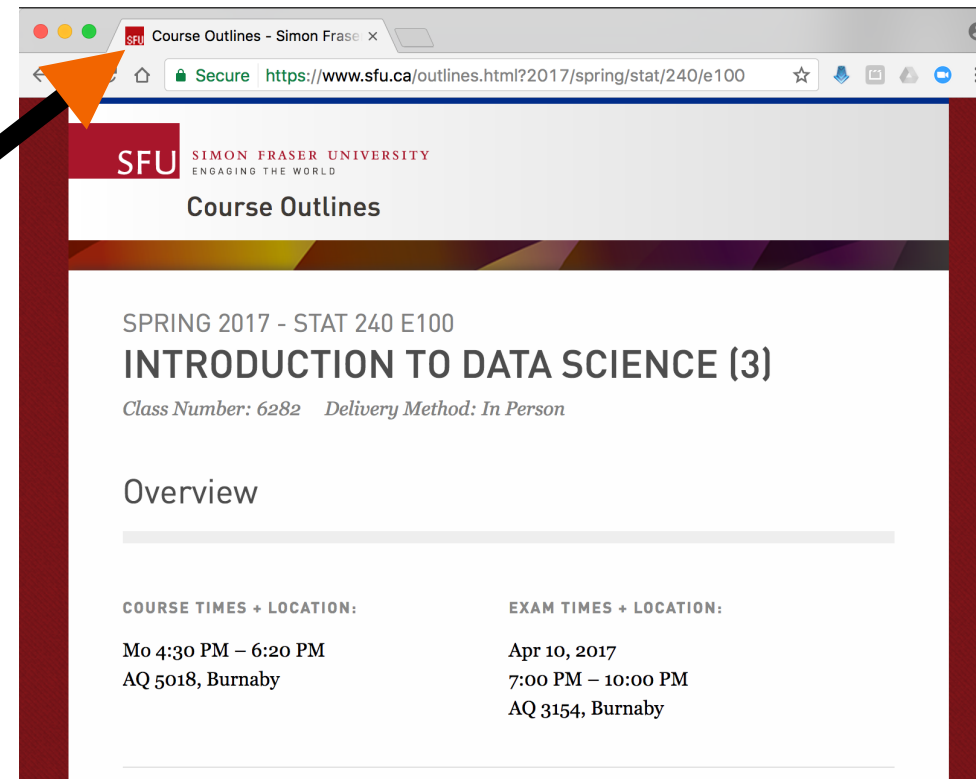 SFU Course Outlines - Simon Frase ×
Secure https://www.sfu.ca/outlines.html?2017/spring/stat/240/e100
SFU SIMON FRASER UNIVERSITY
ENGAGING THE WORLD
Course Outlines
SPRING 2017 - STAT 240 E100
INTRODUCTION TO DATA SCIENCE (3)
Class Number: 6282 Delivery Method: In Person
Overview
COURSE TIMES + LOCATION:
Mo 4:30 PM – 6:20 PM
AQ 5018, Burnaby
EXAM TIMES + LOCATION:
Apr 10, 2017
7:00 PM – 10:00 PM
AQ 3154, Burnaby